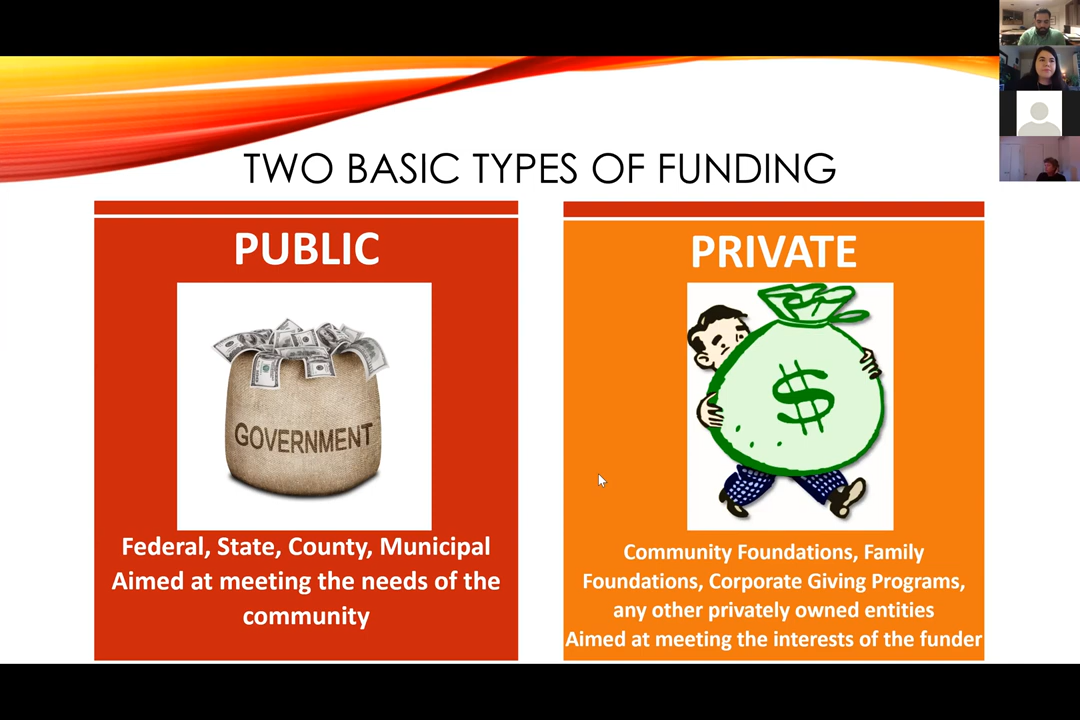 TWO BASIC TYPES OF FUNDING
PUBLIC
GOVERNMENT
Federal, State, County, Municipal
Aimed at meeting the needs of the
community
PRIVATE
$
Community Foundations, Family
Foundations, Corporate Giving Programs,
any other privately owned entities
Aimed at meeting the interests of the funder